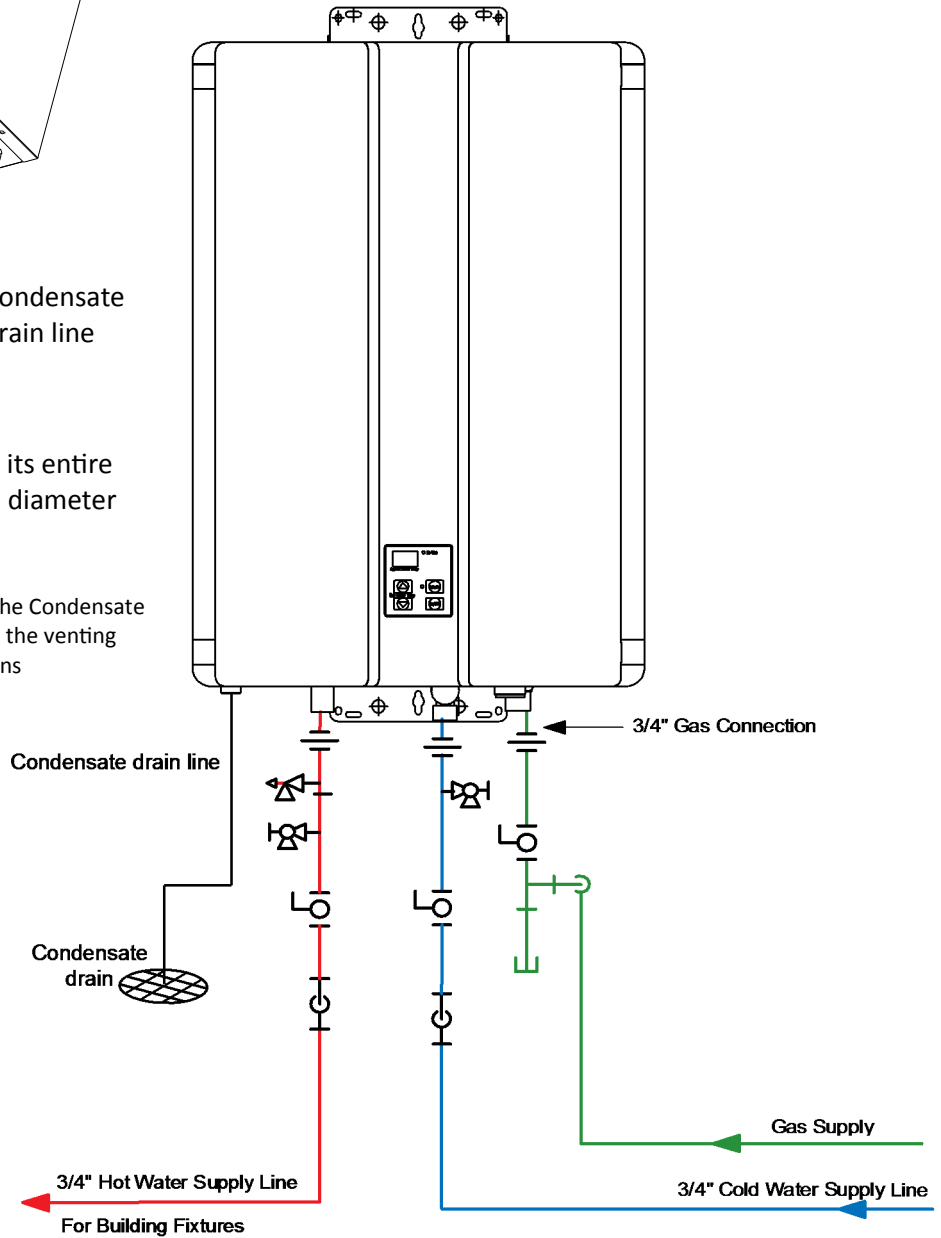 ondensate
rain line
its entire
diameter
he Condensate
the venting
ns
3/4" Gas Connection
Condensate drain line
Condensate
drain
Gas Supply
3/4" Hot Water Supply Line
3/4" Cold Water Supply Line
For Building Fixtures